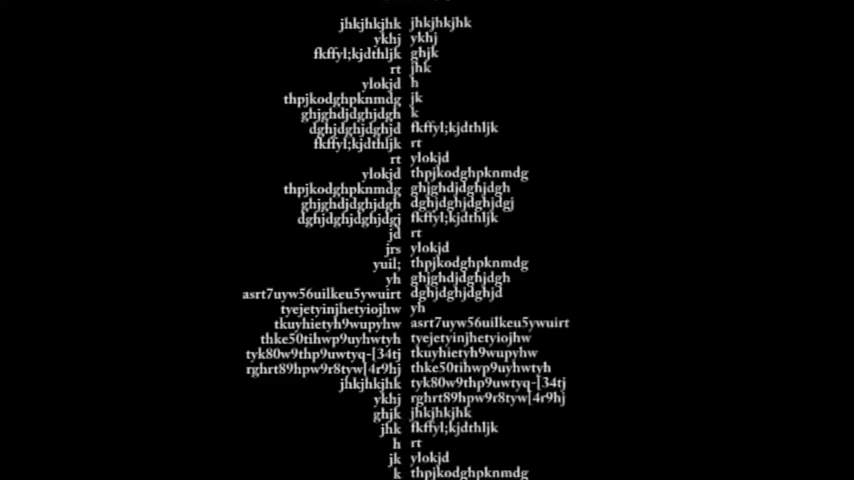 jhkjhkjhk jhkjhkjhk
ykhj ykhj
fkffyl;kjdthljk ghjk
rt jhk
ylokjd h
thpjkodghpknmdg jk
ghjghdjdghjdgh k
dghjdghjdghjd fkffyl;kjdthljk
fkffyl;kjdthljk rt
rt ylokjd
ylokjd thpjkodghpknmdg
thpjkodghpknmdg ghjghdjdghjdgh
ghjghdjdghjdgh dghjdghjdghjdgj
dghjdghjdghjdgj fkffyl;kjdthljk
jd rt
jrs ylokjd
yuil; thpjkodghpknmdg
yh ghjghdjdghjdgh
asrt7uyw56uilkeu5ywuirt dghjdghjdghjd
tyejetyinjhetyiojhw yh
tkuyhietyh9wupyhw asrt7uyw56uilkeu5ywuirt
thke50tihwp9uyhwtyh tyejetyinjhetyiojhw
tyk80w9thp9uwtyq-[34tj tkuyhietyh9wupyhw
rghrt89hpw9r8tyw[4r9hj thke50tihwp9uyhwtyh
jhkjhkjhk tyk80w9thp9uwtyq-[34tj
ykhj rghrt89hpw9r8tyw[4r9hj
ghjk jhkjhkjhk
jhk fkffyl;kjdthljk
h rt
jk ylokjd
k thpjkodghpknmdg